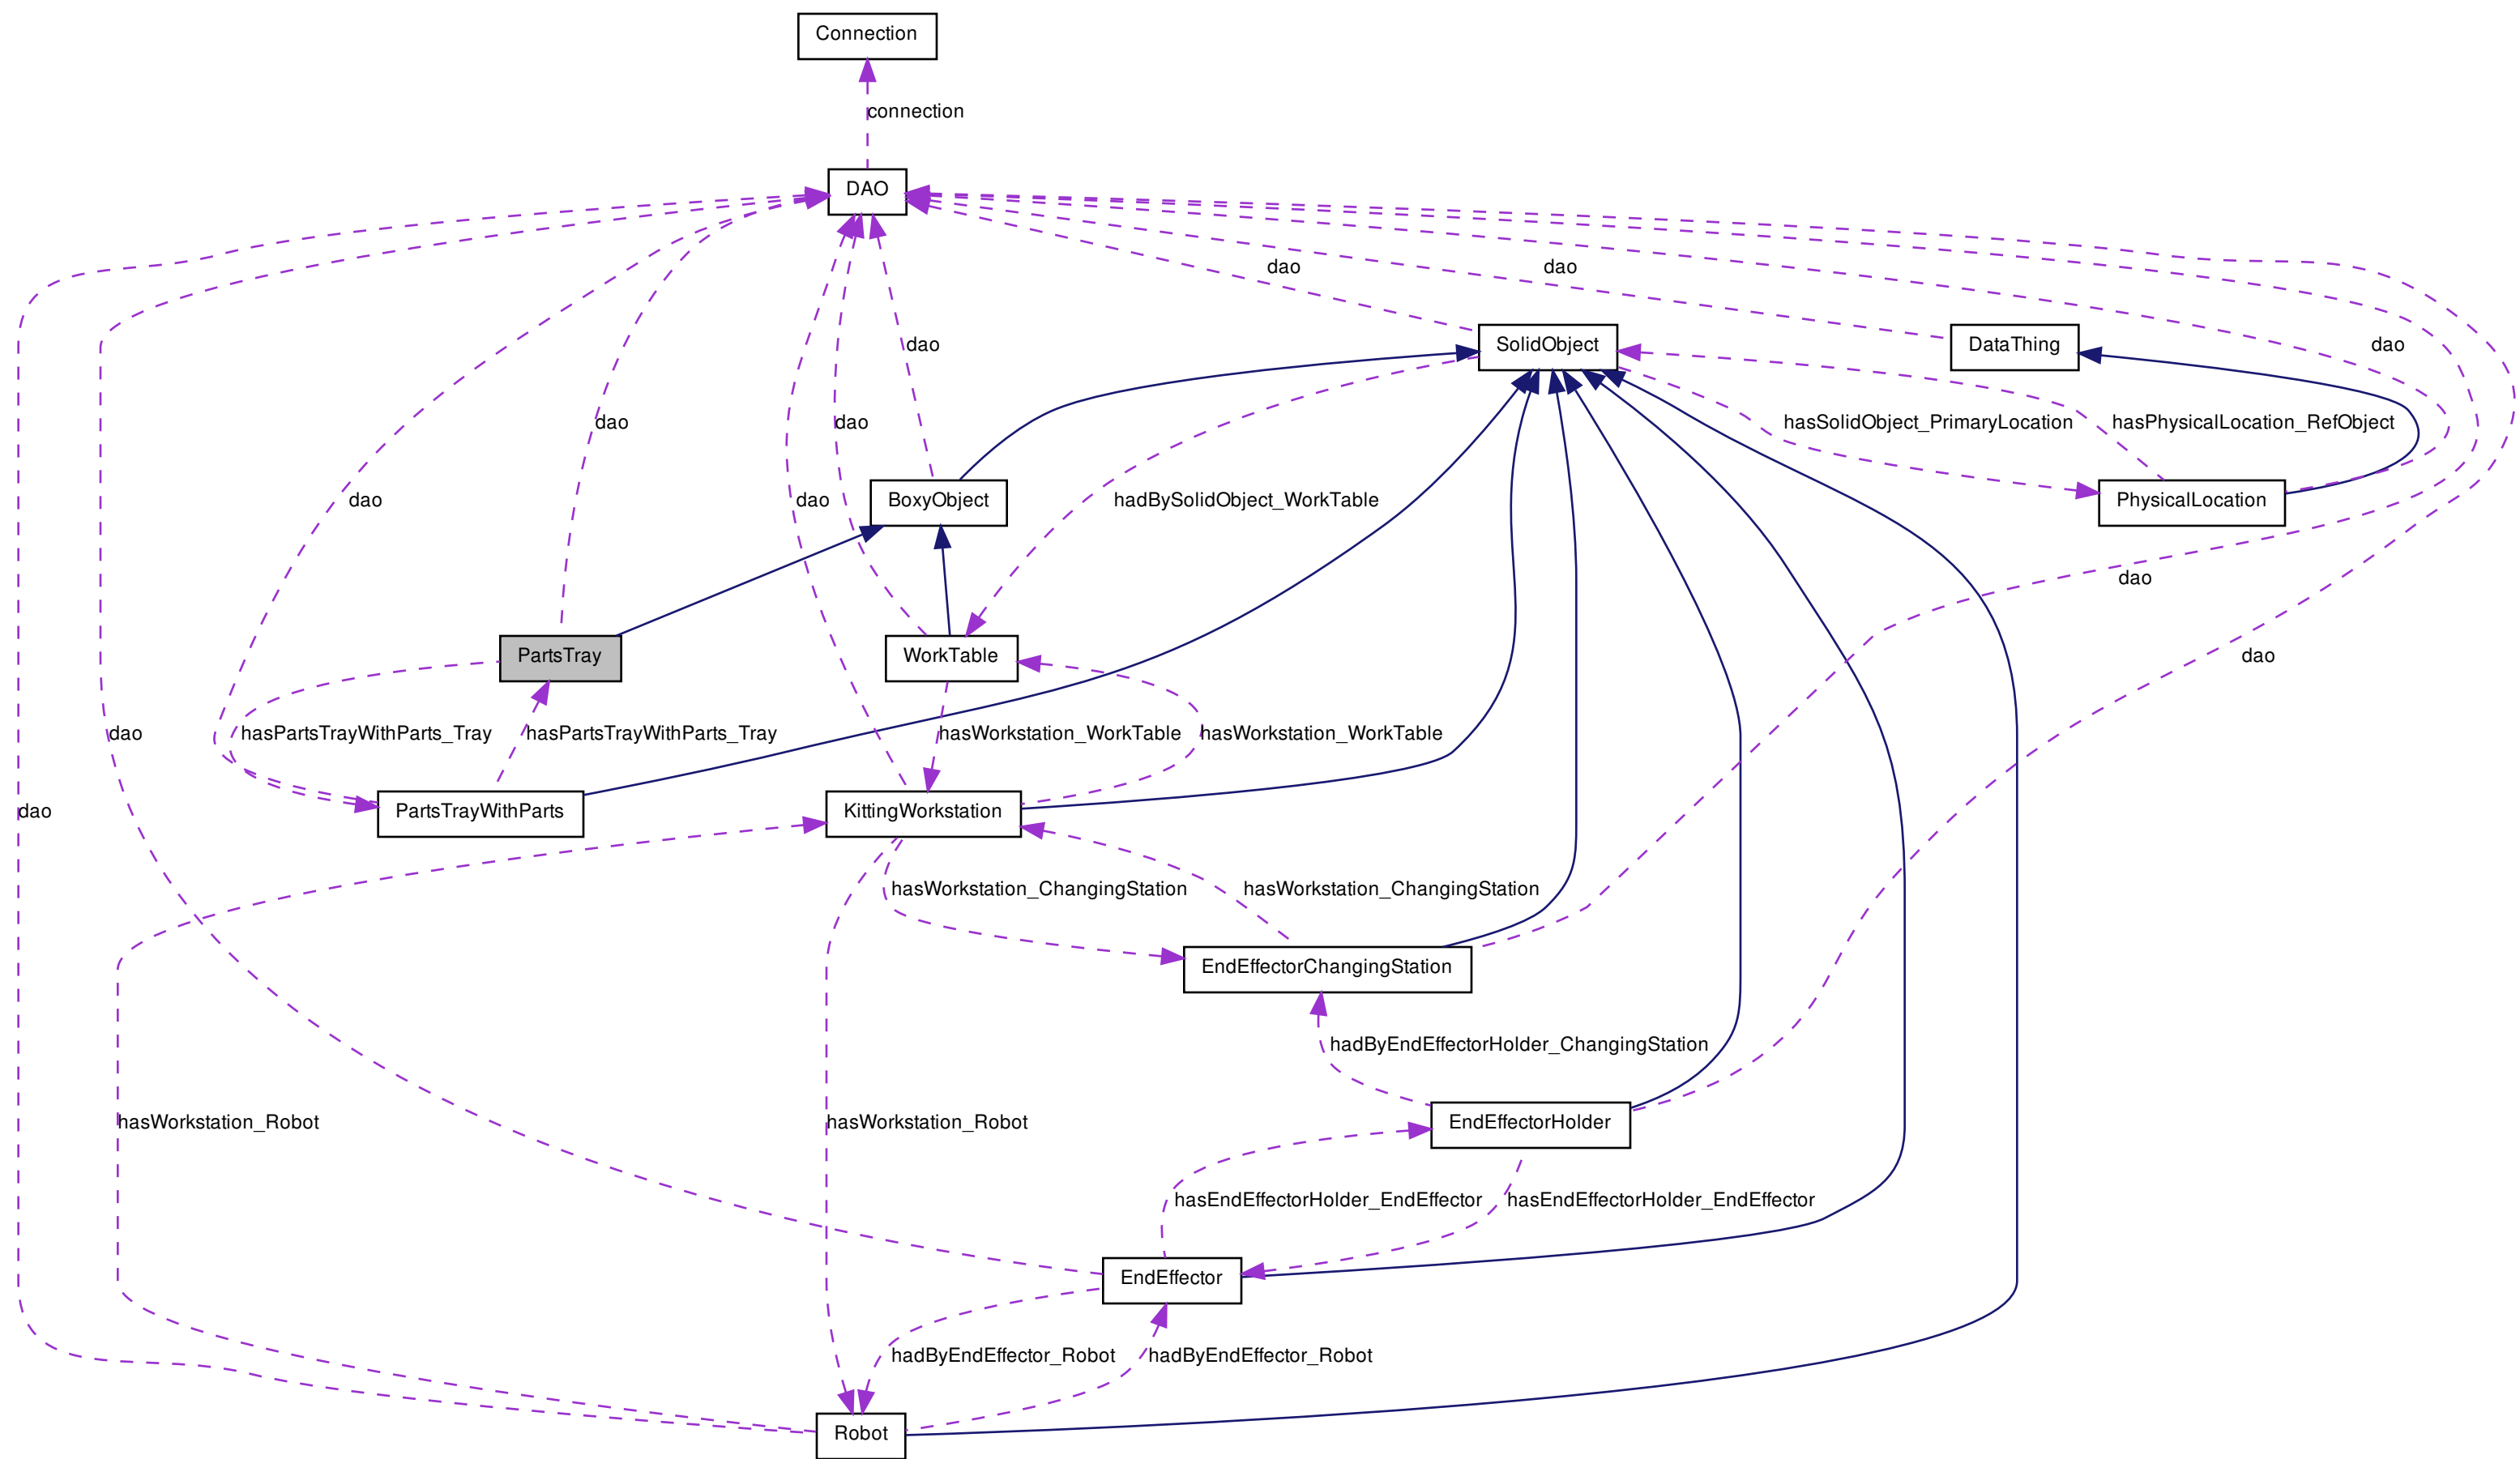 Connection
connection
DAO
dao
dao
SolidObject
DataThing
dao
dao
dao
dao
hasSolidObject_PrimaryLocation
hasPhysicalLocation_RefObject
dao
dao
BoxyObject
hadBySolidObject_WorkTable
PhysicalLocation
dao
PartsTray
WorkTable
dao
dao
hasPartsTrayWithParts_Tray
hasPartsTrayWithParts_Tray
hasWorkstation_WorkTable
hasWorkstation_WorkTable
dao
PartsTrayWithParts
KittingWorkstation
hasWorkstation_ChangingStation
hasWorkstation_ChangingStation
EndEffectorChangingStation
hadByEndEffectorHolder_ChangingStation
hasWorkstation_Robot
hasWorkstation_Robot
EndEffectorHolder
hasEndEffectorHolder_EndEffector
hasEndEffectorHolder_EndEffector
EndEffector
hadByEndEffector_Robot
hadByEndEffector_Robot
Robot